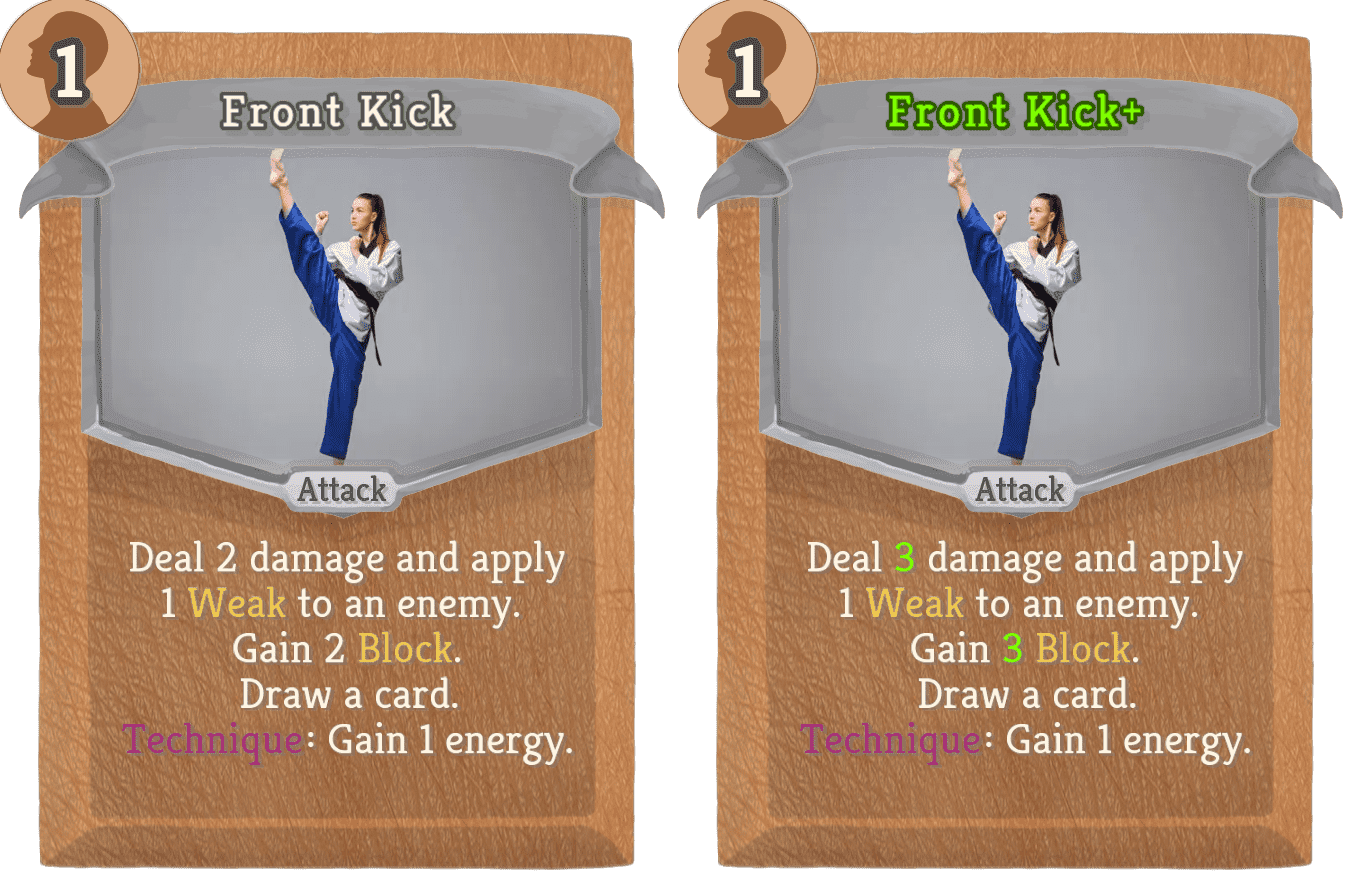 1
Front Kick
Attack
Deal 2 damage and apply
1 Weak to an enemy.
Gain 2 Block.
Draw a card.
Technique: Gain 1 energy.
1
Front Kick+
Attack
Deal 3 damage and apply
1 Weak to an enemy.
Gain 3 Block.
Draw a card.
Technique: Gain 1 energy.